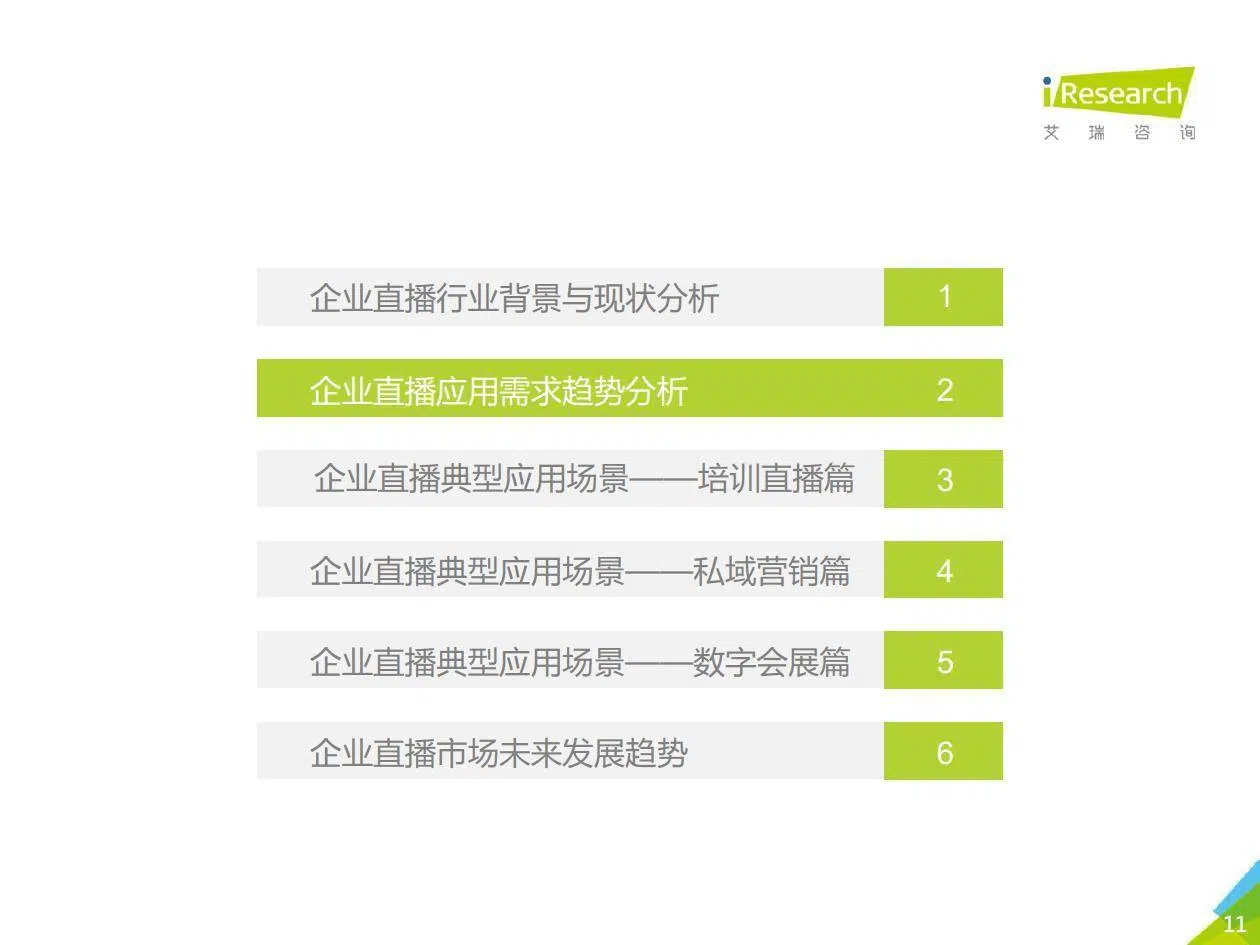 iResearch
艾瑞咨询
企业直播行业背景与现状分析 1
企业直播应用需求趋势分析 2
企业直播典型应用场景——培训直播篇 3
企业直播典型应用场景——私域营销篇 4
企业直播典型应用场景——数字会展篇 5
企业直播市场未来发展趋势 6
11